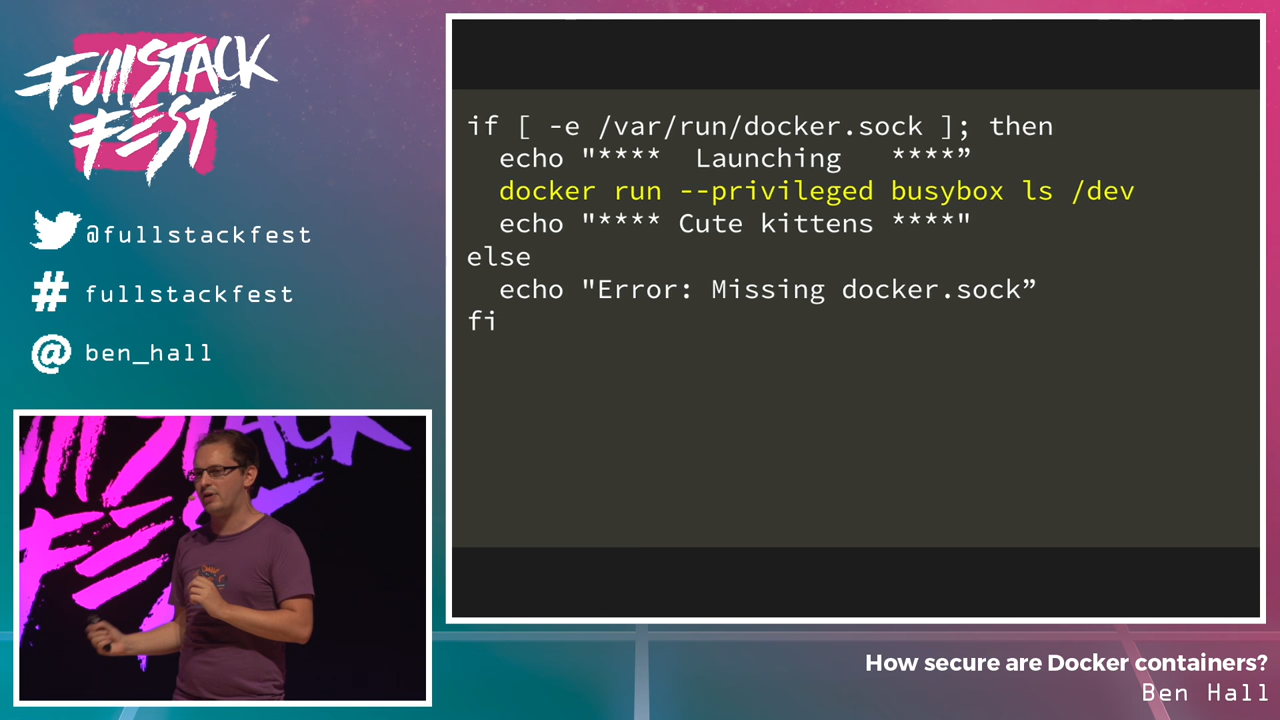 FullSTACK
FEST
@fullstackfest
# fullstackfest
@ ben_hall
if [ -e /var/run/docker.sock ]; then
  echo "****  Launching   ****”
  docker run --privileged busybox ls /dev
  echo "**** Cute kittens ****"
else
  echo "Error: Missing docker.sock”
fi
How secure are Docker containers?
Ben Hall